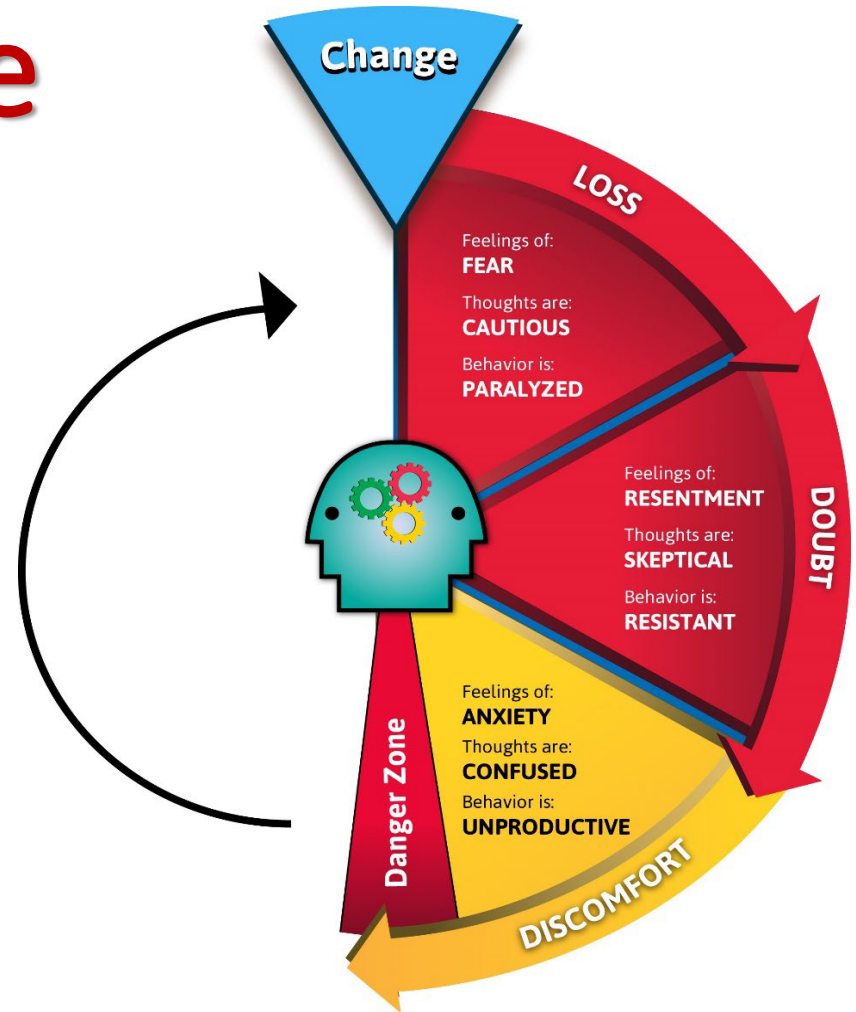 e
Change
LOSS
Feelings of:
FEAR
Thoughts are:
CAUTIOUS
Behavior is:
PARALYZED
DOUBT
Feelings of:
RESENTMENT
Thoughts are:
SKEPTICAL
Behavior is:
RESISTANT
Feelings of:
ANXIETY
Thoughts are:
CONFUSED
Behavior is:
UNPRODUCTIVE
DISCOMFORT
Danger Zone